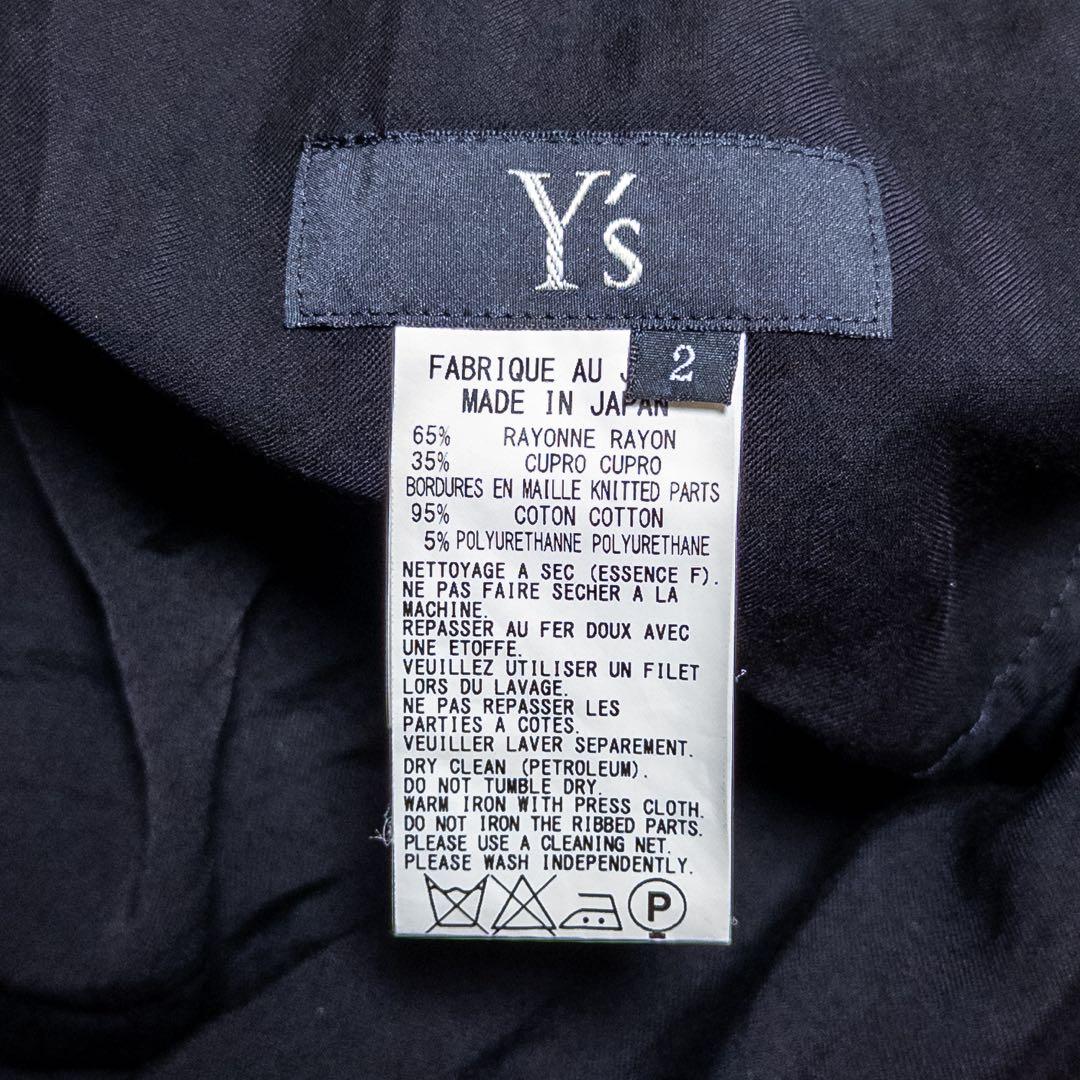 Y's
2
FABRIQUE AU J
MADE IN JAPAN
65% RAYONNE RAYON
35% CUPRO CUPRO
BORDURES EN MAILLE KNITTED PARTS
95% COTON COTTON
5% POLYURETHANNE POLYURETHANE
NETTOYAGE A SEC (ESSENCE F).
NE PAS FAIRE SECHER A LA
MACHINE.
REPASSER AU FER DOUX AVEC
UNE ETOFFE.
VEUILLEZ UTILISER UN FILET
LORS DU LAVAGE.
NE PAS REPASSER LES
PARTIES A COTES.
VEUILLER LAVER SEPAREMENT.
DRY CLEAN (PETROLEUM).
DO NOT TUMBLE DRY.
WARM IRON WITH PRESS CLOTH.
DO NOT IRON THE RIBBED PARTS.
PLEASE USE A CLEANING NET.
PLEASE WASH INDEPENDENTLY.
P